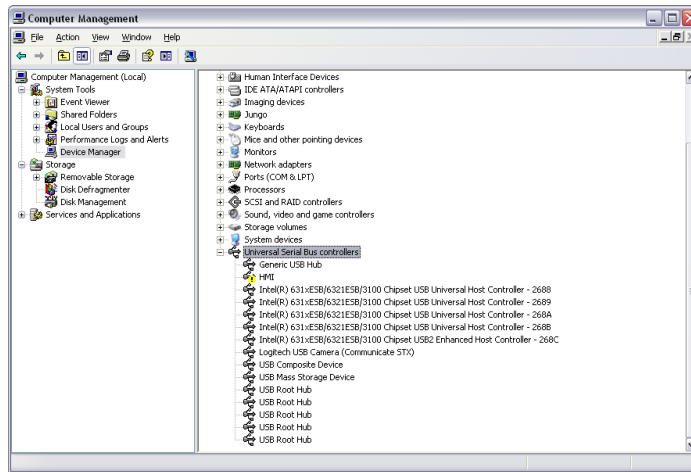 Computer Management
File Action View Window Help
Computer Management (Local)
System Tools
Event Viewer
Shared Folders
Local Users and Groups
Performance Logs and Alerts
Device Manager
Storage
Removable Storage
Disk Defragmenter
Disk Management
Services and Applications
Human Interface Devices
IDE ATA/ATAPI controllers
Imaging devices
Jungo
Keyboards
Mice and other pointing devices
Monitors
Network adapters
Ports (COM & LPT)
Processors
SCSI and RAID controllers
Sound, video and game controllers
Storage volumes
System devices
Universal Serial Bus controllers
Generic USB Hub
HMI
Intel(R) 631xESB/6321ESB/3100 Chipset USB Universal Host Controller - 2688
Intel(R) 631xESB/6321ESB/3100 Chipset USB Universal Host Controller - 2689
Intel(R) 631xESB/6321ESB/3100 Chipset USB Universal Host Controller - 268A
Intel(R) 631xESB/6321ESB/3100 Chipset USB Universal Host Controller - 268B
Intel(R) 631xESB/6321ESB/3100 Chipset USB2 Enhanced Host Controller - 268C
Logitech USB Camera (Communicate STX)
USB Composite Device
USB Mass Storage Device
USB Root Hub
USB Root Hub
USB Root Hub
USB Root Hub
USB Root Hub